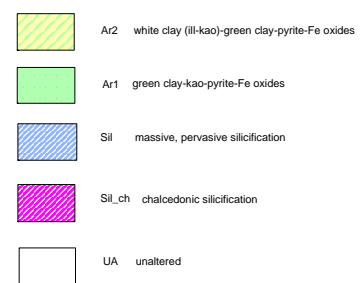 Ar2 white clay (ill-kao)-green clay-pyrite-Fe oxides
Ar1 green clay-kao-pyrite-Fe oxides
Sil massive, pervasive silicification
Sil_ch chalcedonic silicification
UA unaltered